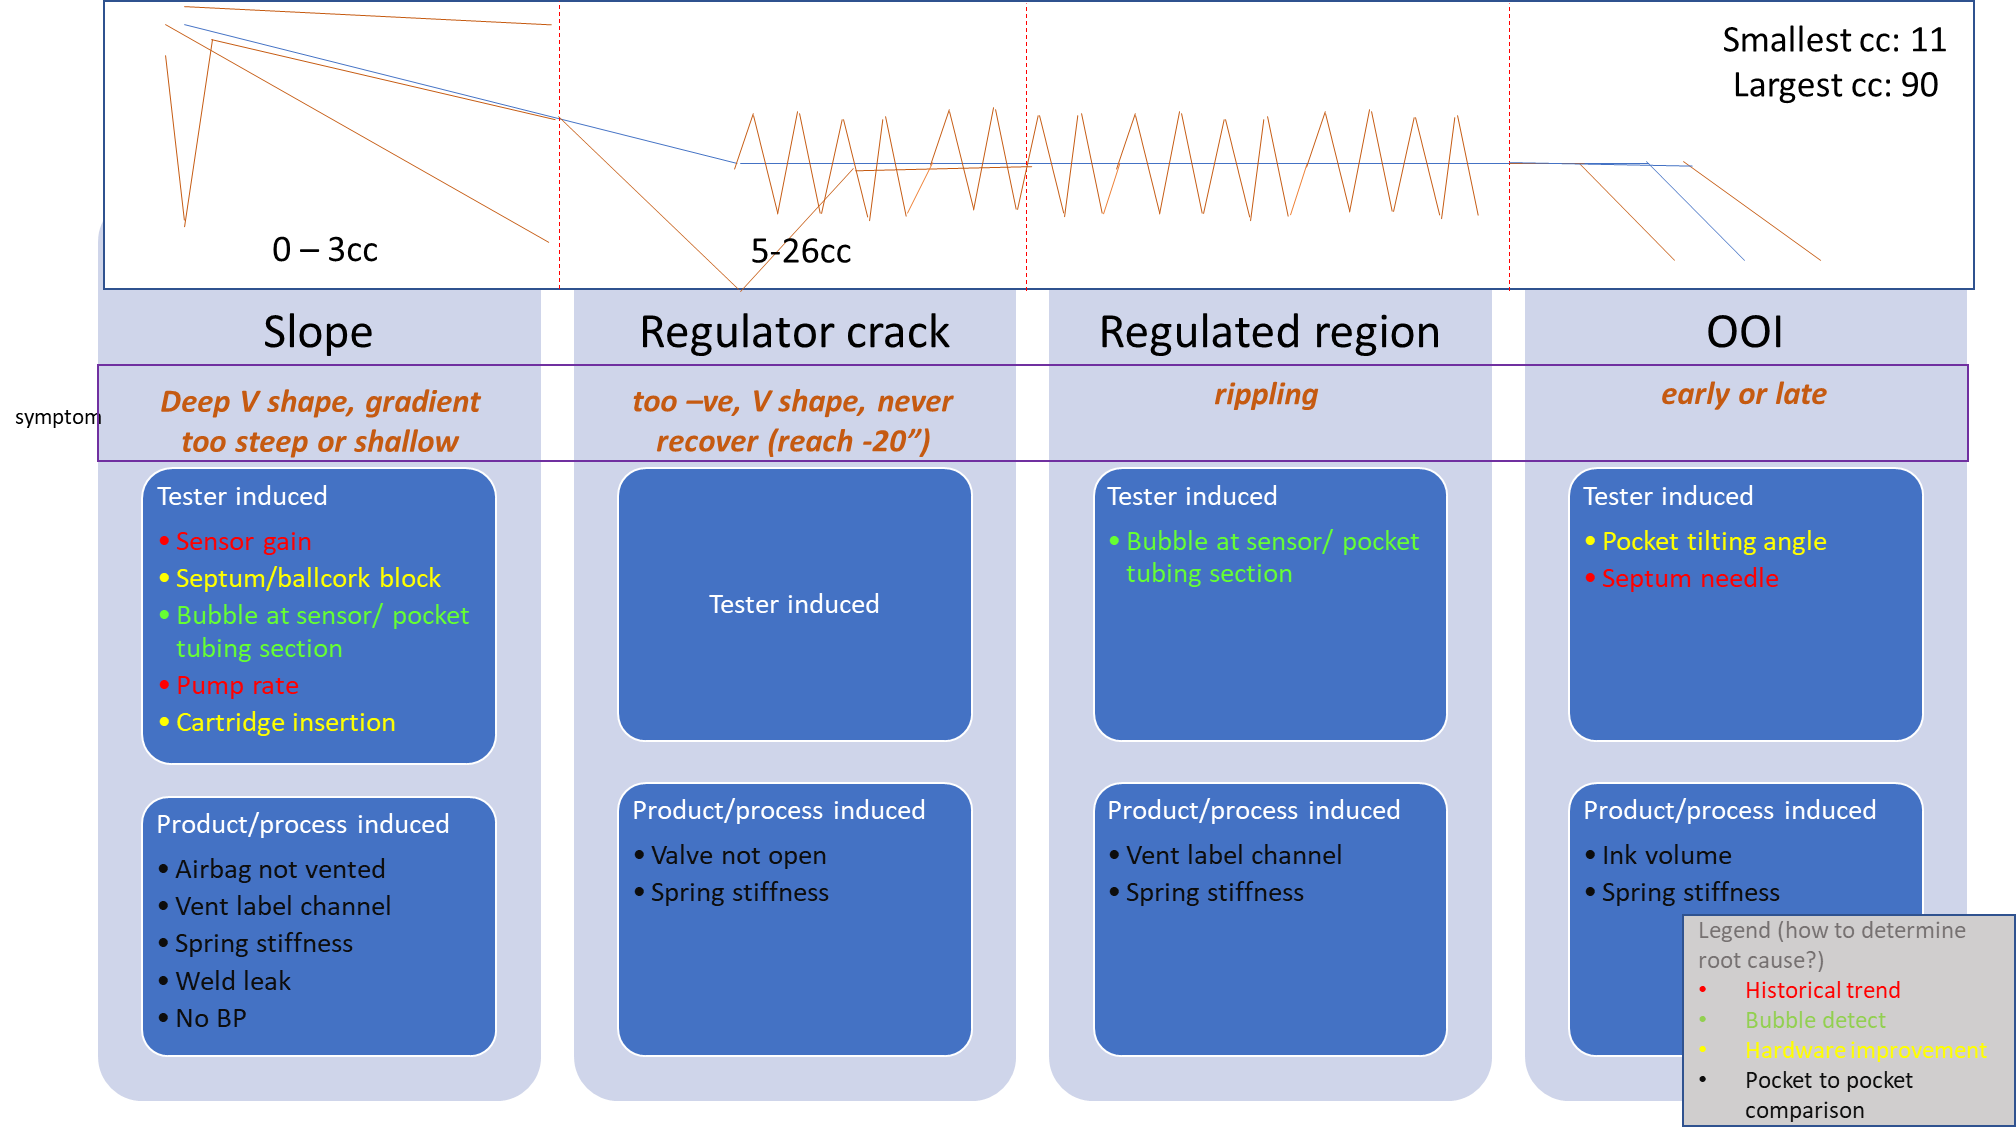 Smallest cc: 11
Largest cc: 90
0 – 3cc
5-26cc
Slope
Regulator crack
Regulated region
OOI
symptom
Deep V shape, gradient
too steep or shallow
too –ve, V shape, never
recover (reach -20”)
rippling
early or late
Tester induced
• Sensor gain
• Septum/ballcork block
• Bubble at sensor/ pocket
tubing section
• Pump rate
• Cartridge insertion
Tester induced
Tester induced
• Bubble at sensor/ pocket
tubing section
Tester induced
• Pocket tilting angle
• Septum needle
Product/process induced
• Airbag not vented
• Vent label channel
• Spring stiffness
• Weld leak
• No BP
Product/process induced
• Valve not open
• Spring stiffness
Product/process induced
• Vent label channel
• Spring stiffness
Product/process induced
• Ink volume
• Spring stiffness
Legend (how to determine
root cause?)
• Historical trend
• Bubble detect
• Hardware improvement
• Pocket to pocket
comparison